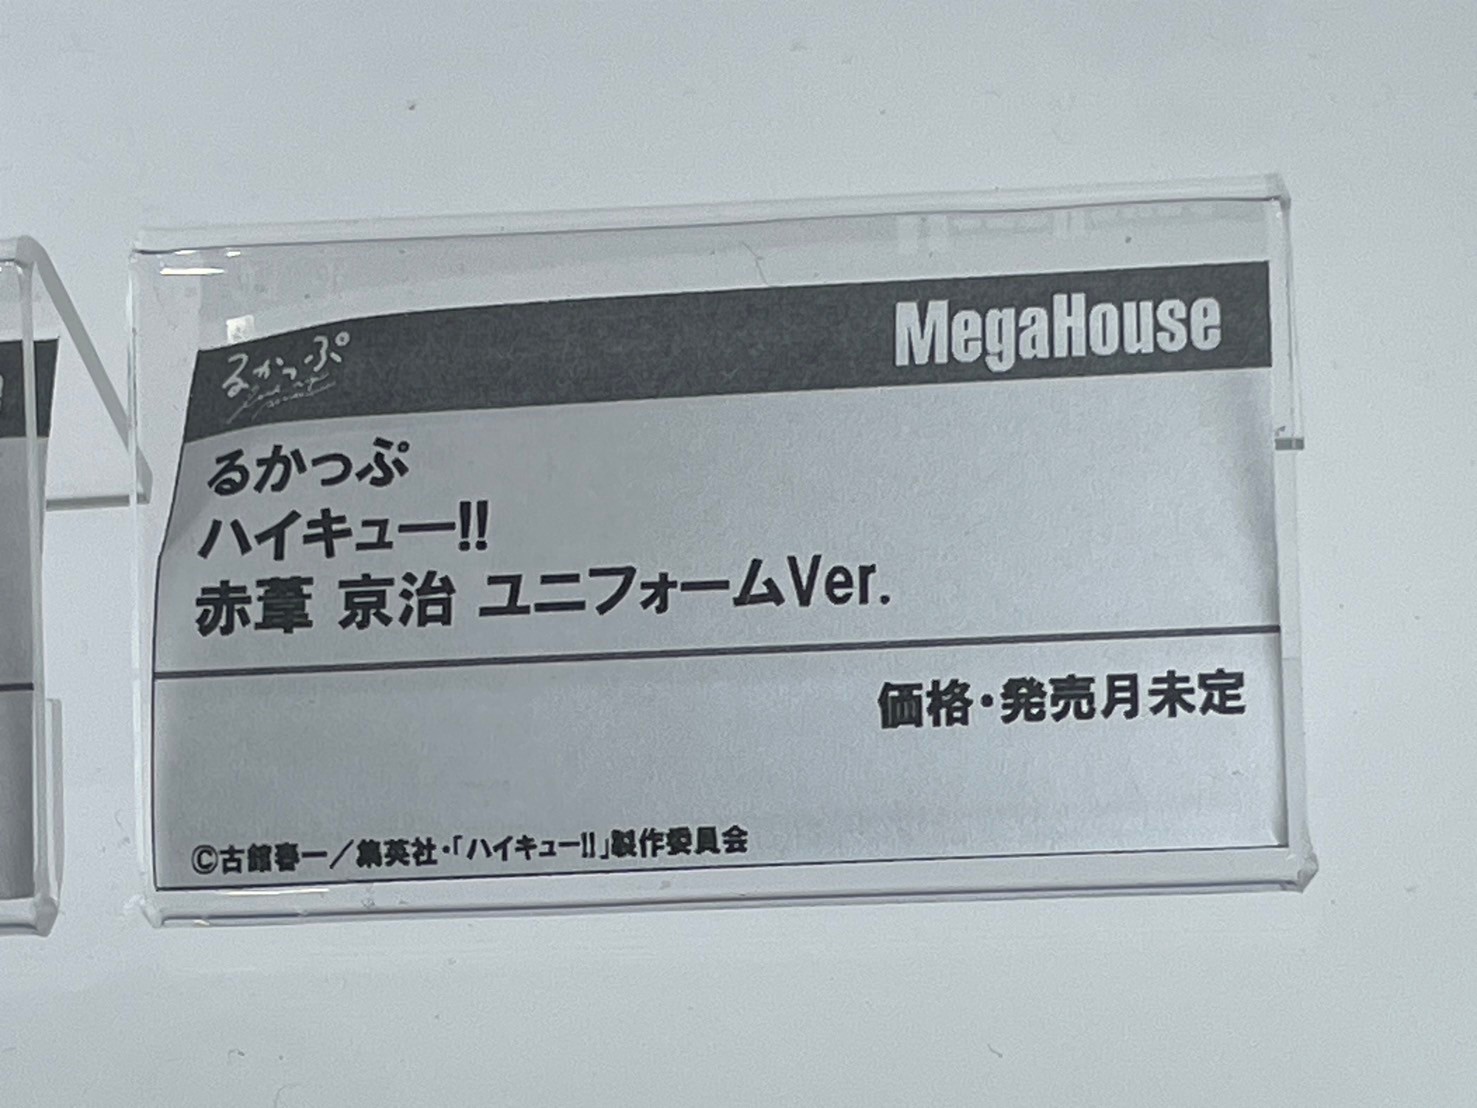 るかっぷ
MegaHouse
るかっぷ
ハイキュー!!
赤葦 京治 ユニフォームVer.
価格・発売月未定
©古館春一／集英社・「ハイキュー!!」製作委員会